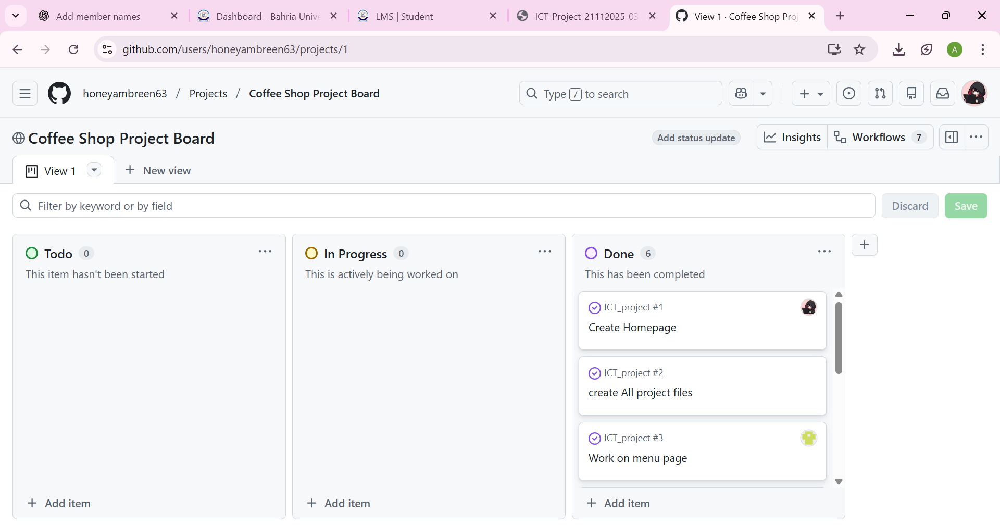 Add member names
Dashboard - Bahria Unive
LMS | Student
ICT-Project-21112025-03
View 1 · Coffee Shop Proj
github.com/users/honeyambreen63/projects/1
A
honeyambreen63 / Projects / Coffee Shop Project Board
Type / to search
Coffee Shop Project Board
Add status update
Insights
Workflows 7
View 1
New view
Filter by keyword or by field
Discard
Save
Todo 0
This item hasn't been started
Add item
In Progress 0
This is actively being worked on
Add item
Done 6
This has been completed
ICT_project #1
Create Homepage
ICT_project #2
create All project files
ICT_project #3
Work on menu page
Add item